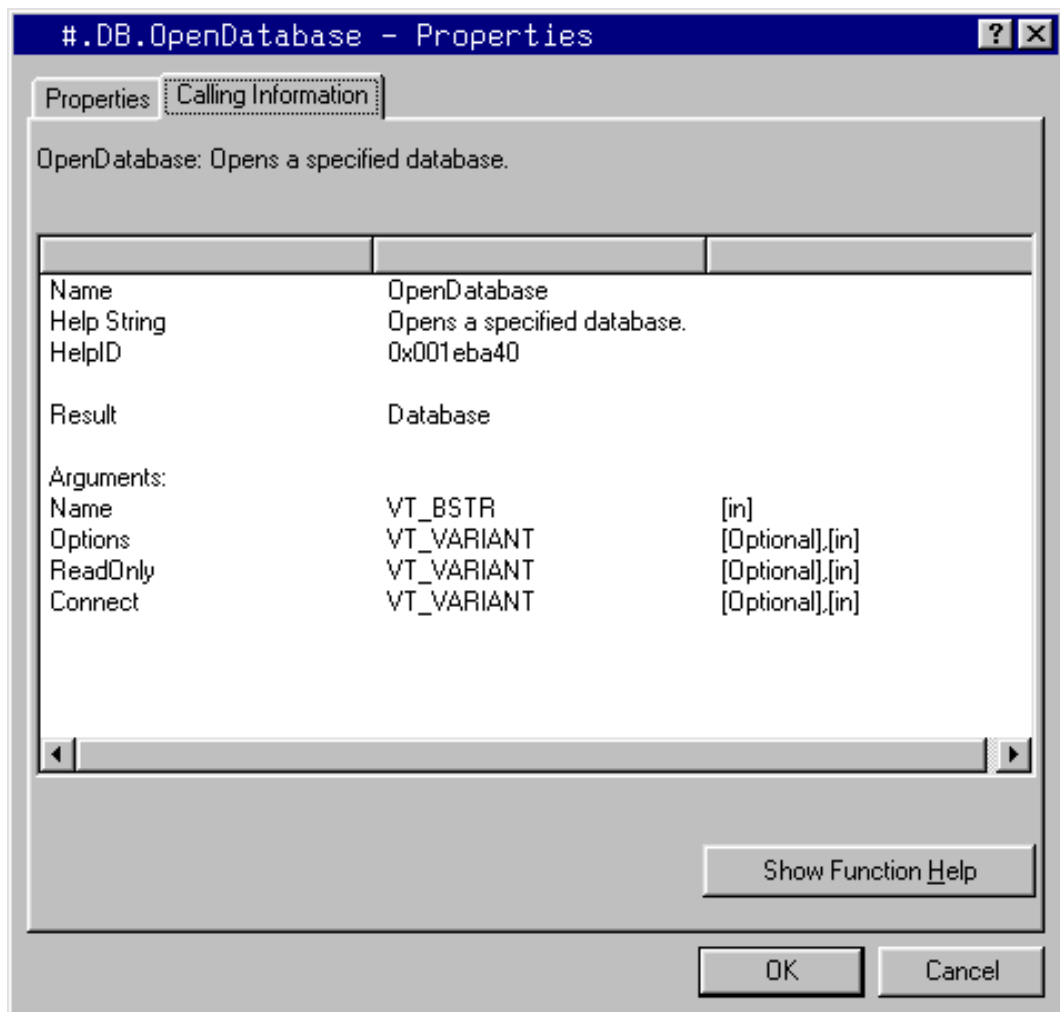 #.DB.OpenDatabase - Properties ? ×
Properties Calling Information
OpenDatabase: Opens a specified database.
Name OpenDatabase
Help String Opens a specified database.
HelpID 0x001eba40
Result Database
Arguments:
Name VT_BSTR [in]
Options VT_VARIANT [Optional],[in]
ReadOnly VT_VARIANT [Optional],[in]
Connect VT_VARIANT [Optional],[in]
Show Function Help
OK Cancel